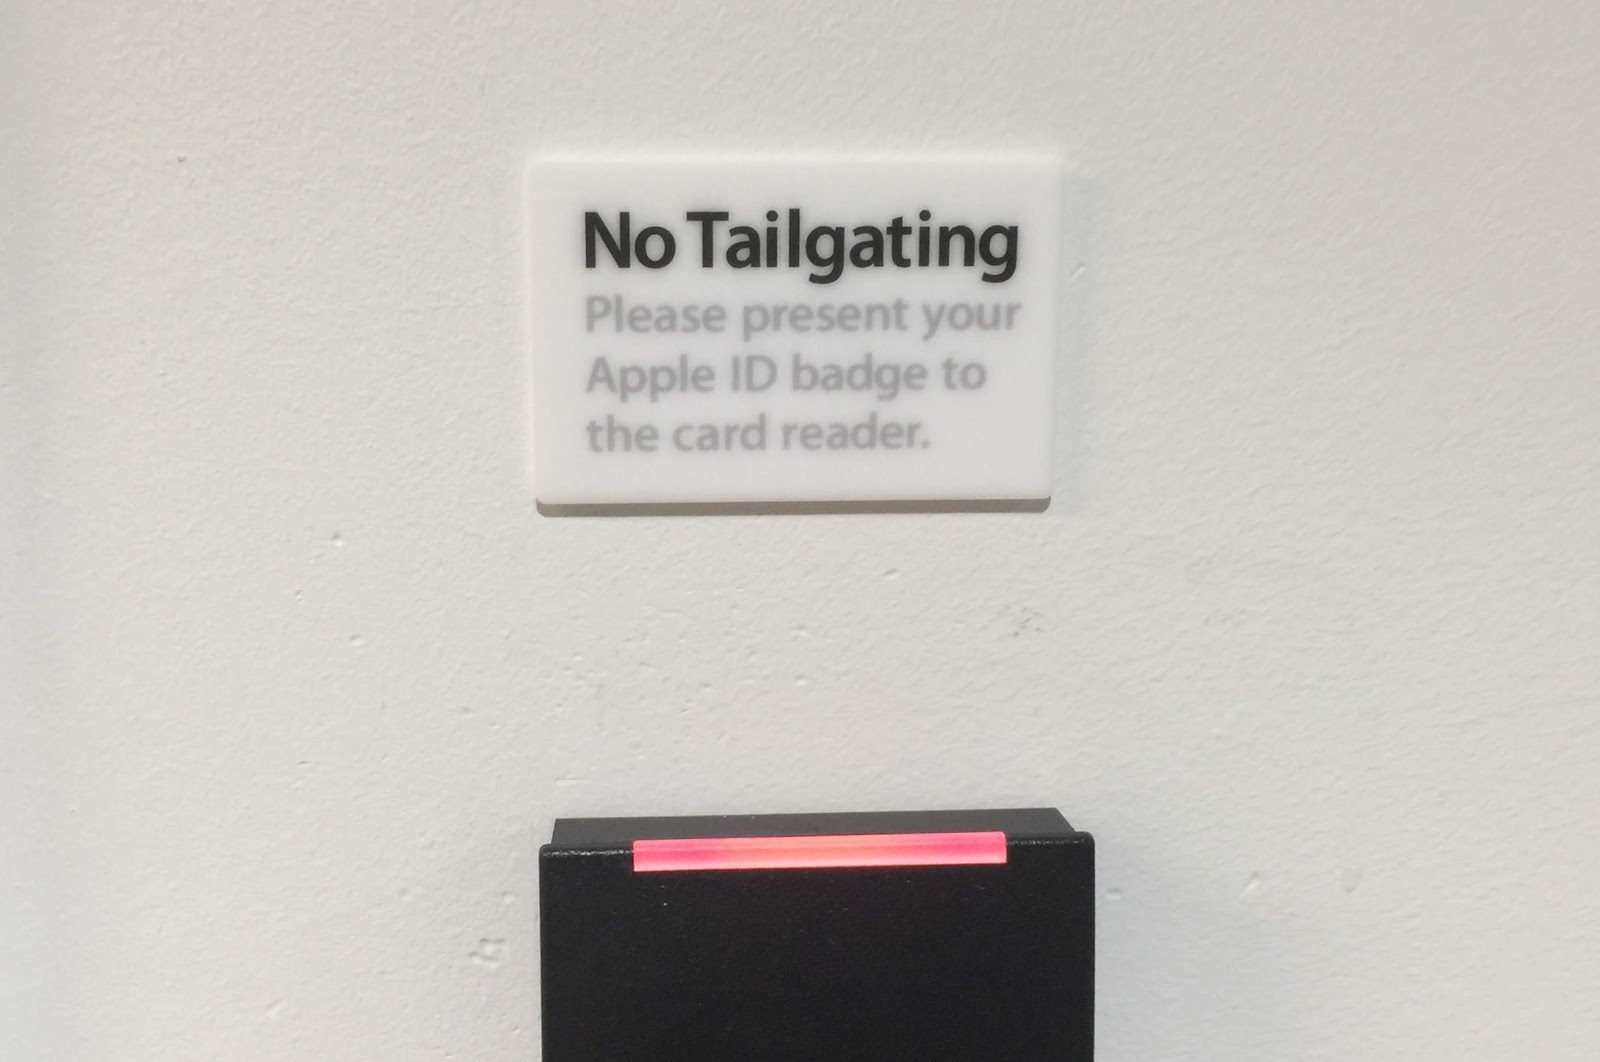 No Tailgating
Please present your
Apple ID badge to
the card reader.